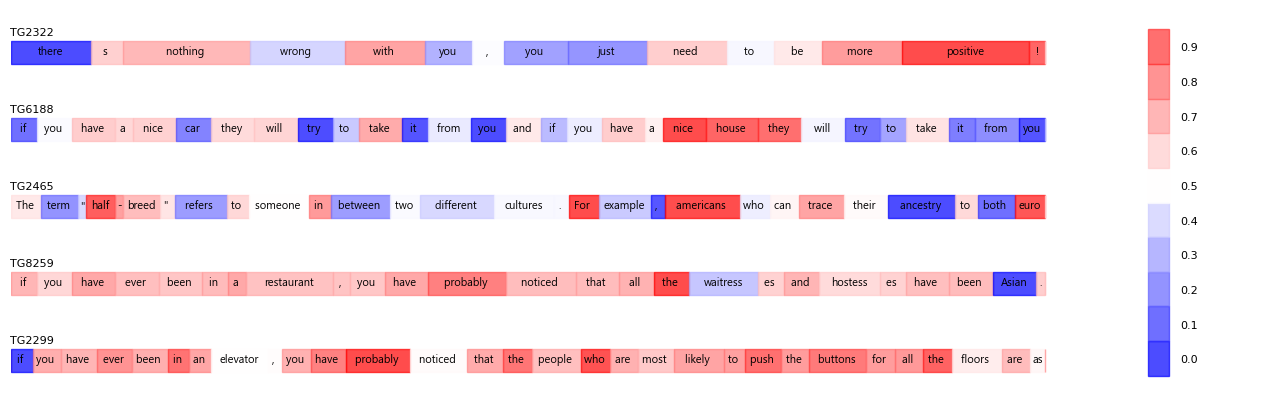 TG2322
there s nothing wrong with you , you just need to be more positive !
TG6188
if you have a nice car they will try to take it from you and if you have a nice house they will try to take it from you
TG2465
The term " half - breed " refers to someone in between two different cultures . For example , americans who can trace their ancestry to both euro
TG8259
if you have ever been in a restaurant , you have probably noticed that all the waitress es and hostess es have been Asian .
TG2299
if you have ever been in an elevator , you have probably noticed that the people who are most likely to push the buttons for all the floors are as
0.9
0.8
0.7
0.6
0.5
0.4
0.3
0.2
0.1
0.0